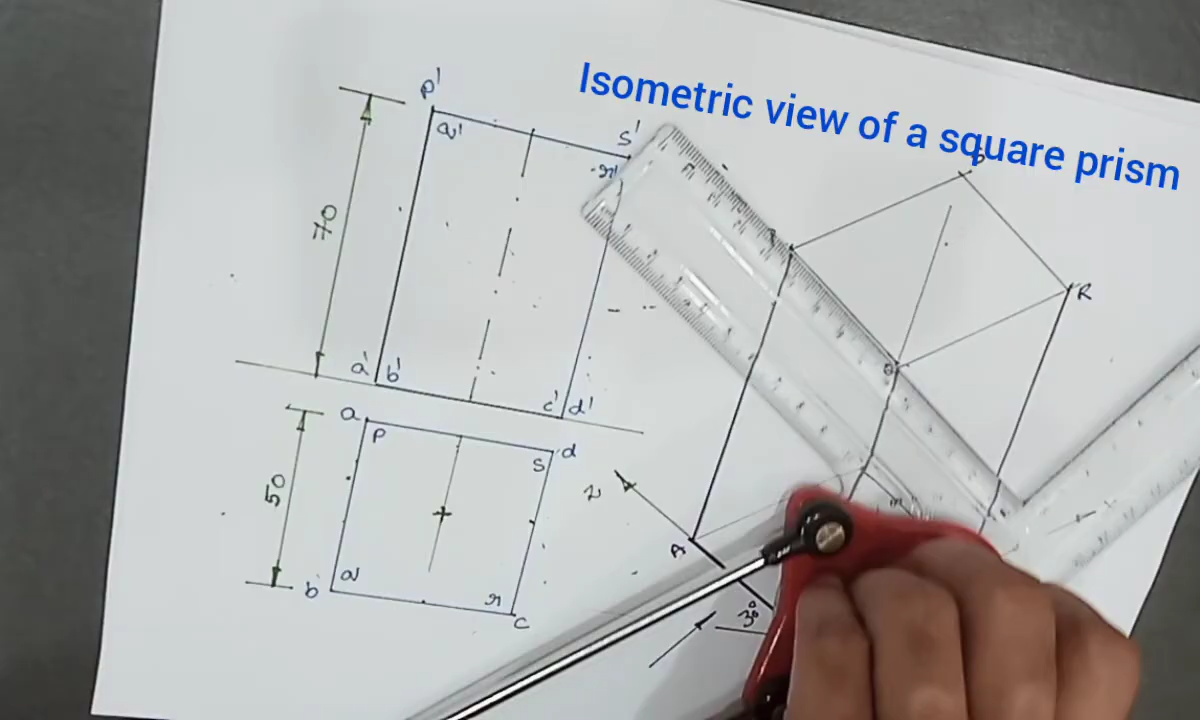 Isometric view of a square prism
p'
q'
s'
r'
70
a'
b'
c'
d'
a
p
d
s
50
b
q
r
c
R
A
30°